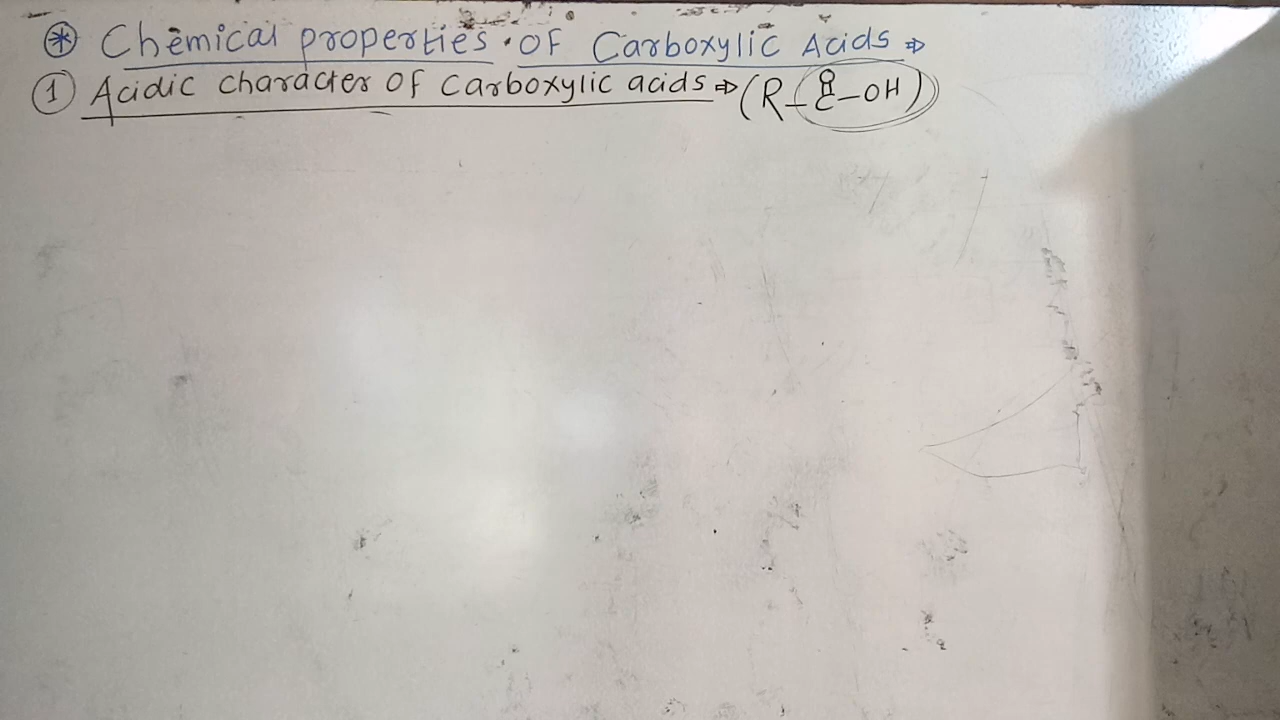 ⊛ Chemical properties of Carboxylic Acids ⇒
① Acidic character of carboxylic acids ⇒ (R-C-OH)
O